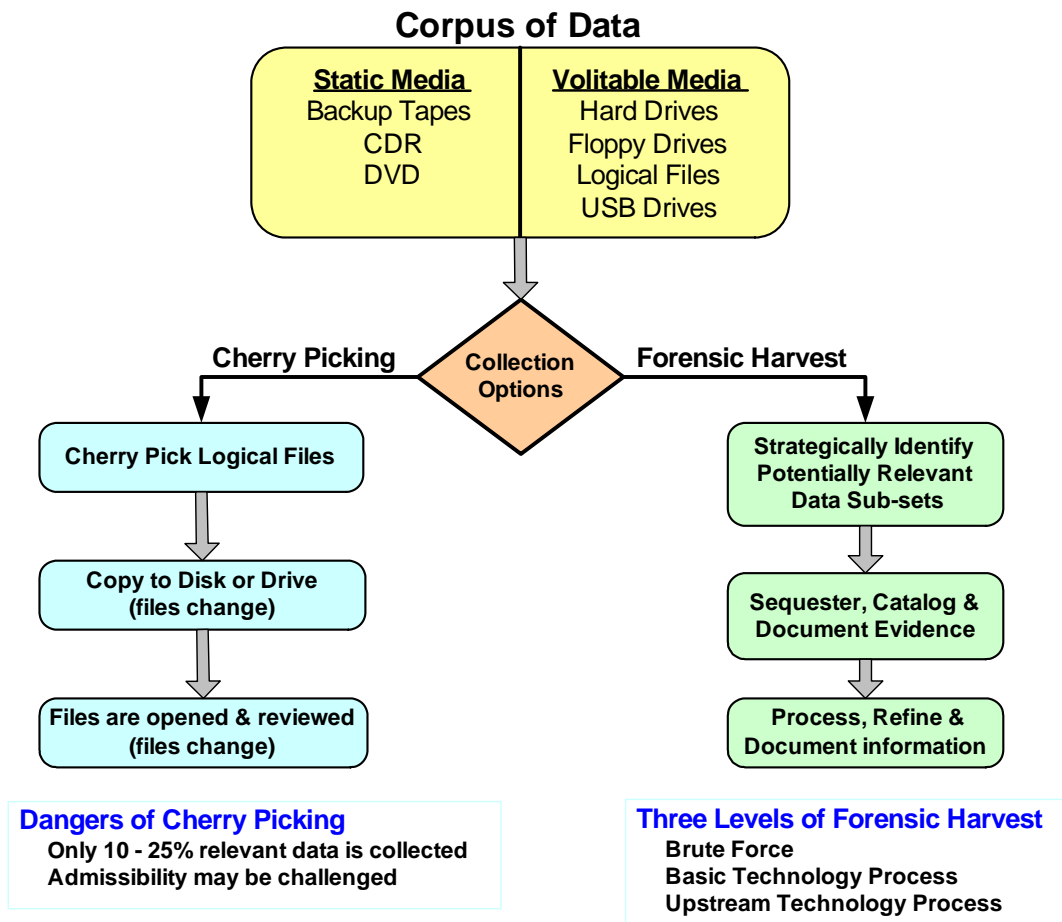 Corpus of Data
Static Media
Backup Tapes
CDR
DVD
Volitable Media
Hard Drives
Floppy Drives
Logical Files
USB Drives
Collection
Options
Cherry Picking
Forensic Harvest
Cherry Pick Logical Files
Copy to Disk or Drive
(files change)
Files are opened & reviewed
(files change)
Strategically Identify
Potentially Relevant
Data Sub-sets
Sequester, Catalog &
Document Evidence
Process, Refine &
Document information
Dangers of Cherry Picking
Only 10 - 25% relevant data is collected
Admissibility may be challenged
Three Levels of Forensic Harvest
Brute Force
Basic Technology Process
Upstream Technology Process